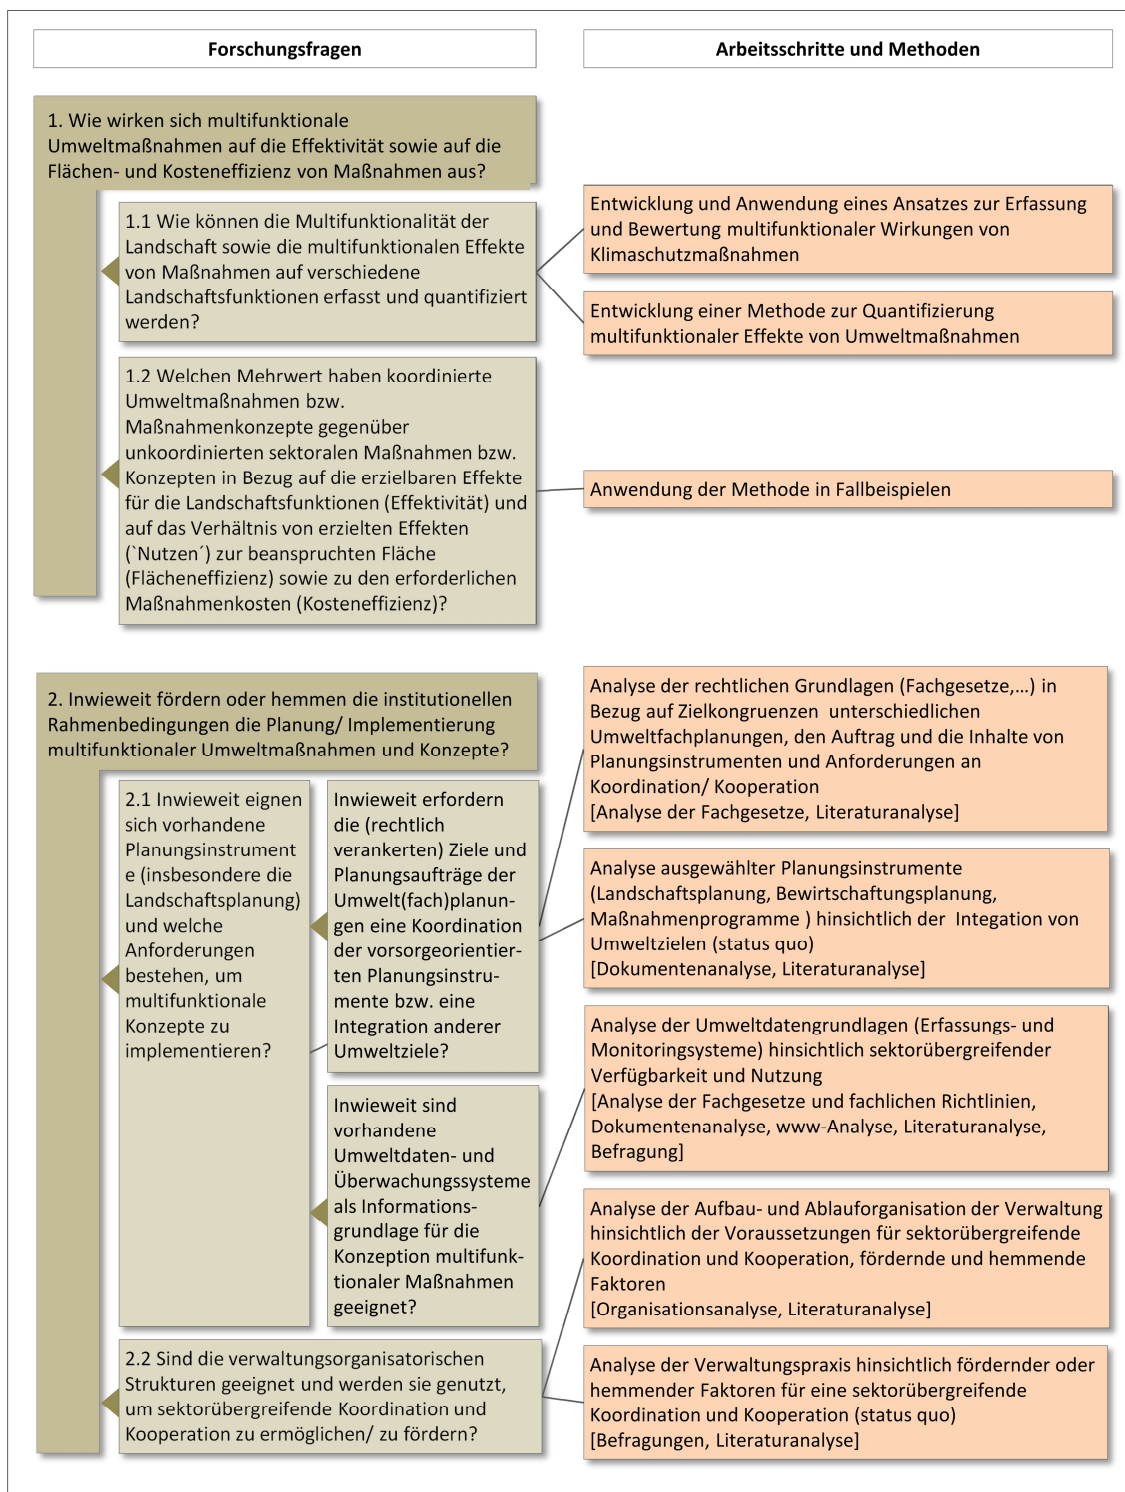 Forschungsfragen
Arbeitsschritte und Methoden
1. Wie wirken sich multifunktionale
Umweltmaßnahmen auf die Effektivität sowie auf die
Flächen- und Kosteneffizienz von Maßnahmen aus?
1.1 Wie können die Multifunktionalität der
Landschaft sowie die multifunktionalen Effekte
von Maßnahmen auf verschiedene
Landschaftsfunktionen erfasst und quantifiziert
werden?
Entwicklung und Anwendung eines Ansatzes zur Erfassung
und Bewertung multifunktionaler Wirkungen von
Klimaschutzmaßnahmen
Entwicklung einer Methode zur Quantifizierung
multifunktionaler Effekte von Umweltmaßnahmen
1.2 Welchen Mehrwert haben koordinierte
Umweltmaßnahmen bzw.
Maßnahmenkonzepte gegenüber
unkoordinierten sektoralen Maßnahmen bzw.
Konzepten in Bezug auf die erzielbaren Effekte
für die Landschaftsfunktionen (Effektivität) und
auf das Verhältnis von erzielten Effekten
(`Nutzen´) zur beanspruchten Fläche
(Flächeneffizienz) sowie zu den erforderlichen
Maßnahmenkosten (Kosteneffizienz)?
Anwendung der Methode in Fallbeispielen
2. Inwieweit fördern oder hemmen die institutionellen
Rahmenbedingungen die Planung/ Implementierung
multifunktionaler Umweltmaßnahmen und Konzepte?
2.1 Inwieweit eignen
sich vorhandene
Planungsinstrument
e (insbesondere die
Landschaftsplanung)
und welche
Anforderungen
bestehen, um
multifunktionale
Konzepte zu
implementieren?
Inwieweit erfordern
die (rechtlich
verankerten) Ziele und
Planungsaufträge der
Umwelt(fach)planun-
gen eine Koordination
der vorsorgeorientier-
ten Planungsinstru-
mente bzw. eine
Integration anderer
Umweltziele?
Inwieweit sind
vorhandene
Umweltdaten- und
Überwachungssysteme
als Informations-
grundlage für die
Konzeption multifunk-
tionaler Maßnahmen
geeignet?
2.2 Sind die verwaltungsorganisatorischen
Strukturen geeignet und werden sie genutzt,
um sektorübergreifende Koordination und
Kooperation zu ermöglichen/ zu fördern?
Analyse der rechtlichen Grundlagen (Fachgesetze,...) in
Bezug auf Zielkongruenzen  unterschiedlichen
Umweltfachplanungen, den Auftrag und die Inhalte von
Planungsinstrumenten und Anforderungen an
Koordination/ Kooperation
[Analyse der Fachgesetze, Literaturanalyse]
Analyse ausgewählter Planungsinstrumente
(Landschaftsplanung, Bewirtschaftungsplanung,
Maßnahmenprogramme ) hinsichtlich der  Integation von
Umweltzielen (status quo)
[Dokumentenanalyse, Literaturanalyse]
Analyse der Umweltdatengrundlagen (Erfassungs- und
Monitoringsysteme) hinsichtlich sektorübergreifender
Verfügbarkeit und Nutzung
[Analyse der Fachgesetze und fachlichen Richtlinien,
Dokumentenanalyse, www-Analyse, Literaturanalyse,
Befragung]
Analyse der Aufbau- und Ablauforganisation der Verwaltung
hinsichtlich der Voraussetzungen für sektorübergreifende
Koordination und Kooperation, fördernde und hemmende
Faktoren
[Organisationsanalyse, Literaturanalyse]
Analyse der Verwaltungspraxis hinsichtlich fördernder oder
hemmender Faktoren für eine sektorübergreifende
Koordination und Kooperation (status quo)
[Befragungen, Literaturanalyse]